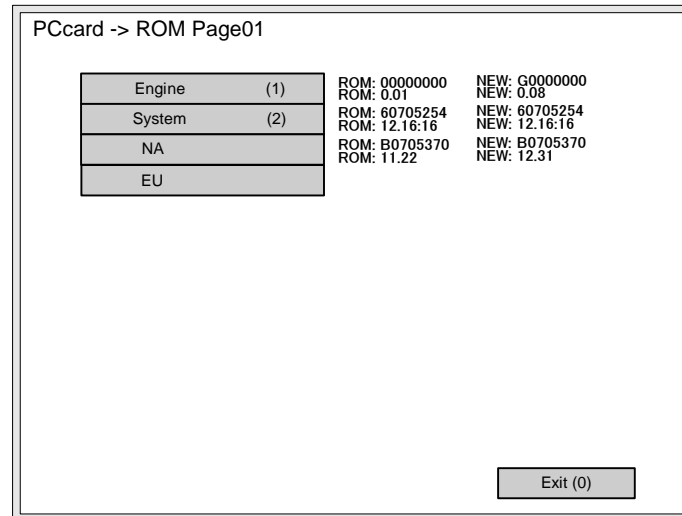 PCcard -> ROM Page01
Engine (1) ROM: 00000000 NEW: G0000000
ROM: 0.01 NEW: 0.08
System (2) ROM: 60705254 NEW: 60705254
ROM: 12.16:16 NEW: 12.16:16
NA ROM: B0705370 NEW: B0705370
ROM: 11.22 NEW: 12.31
EU
Exit (0)